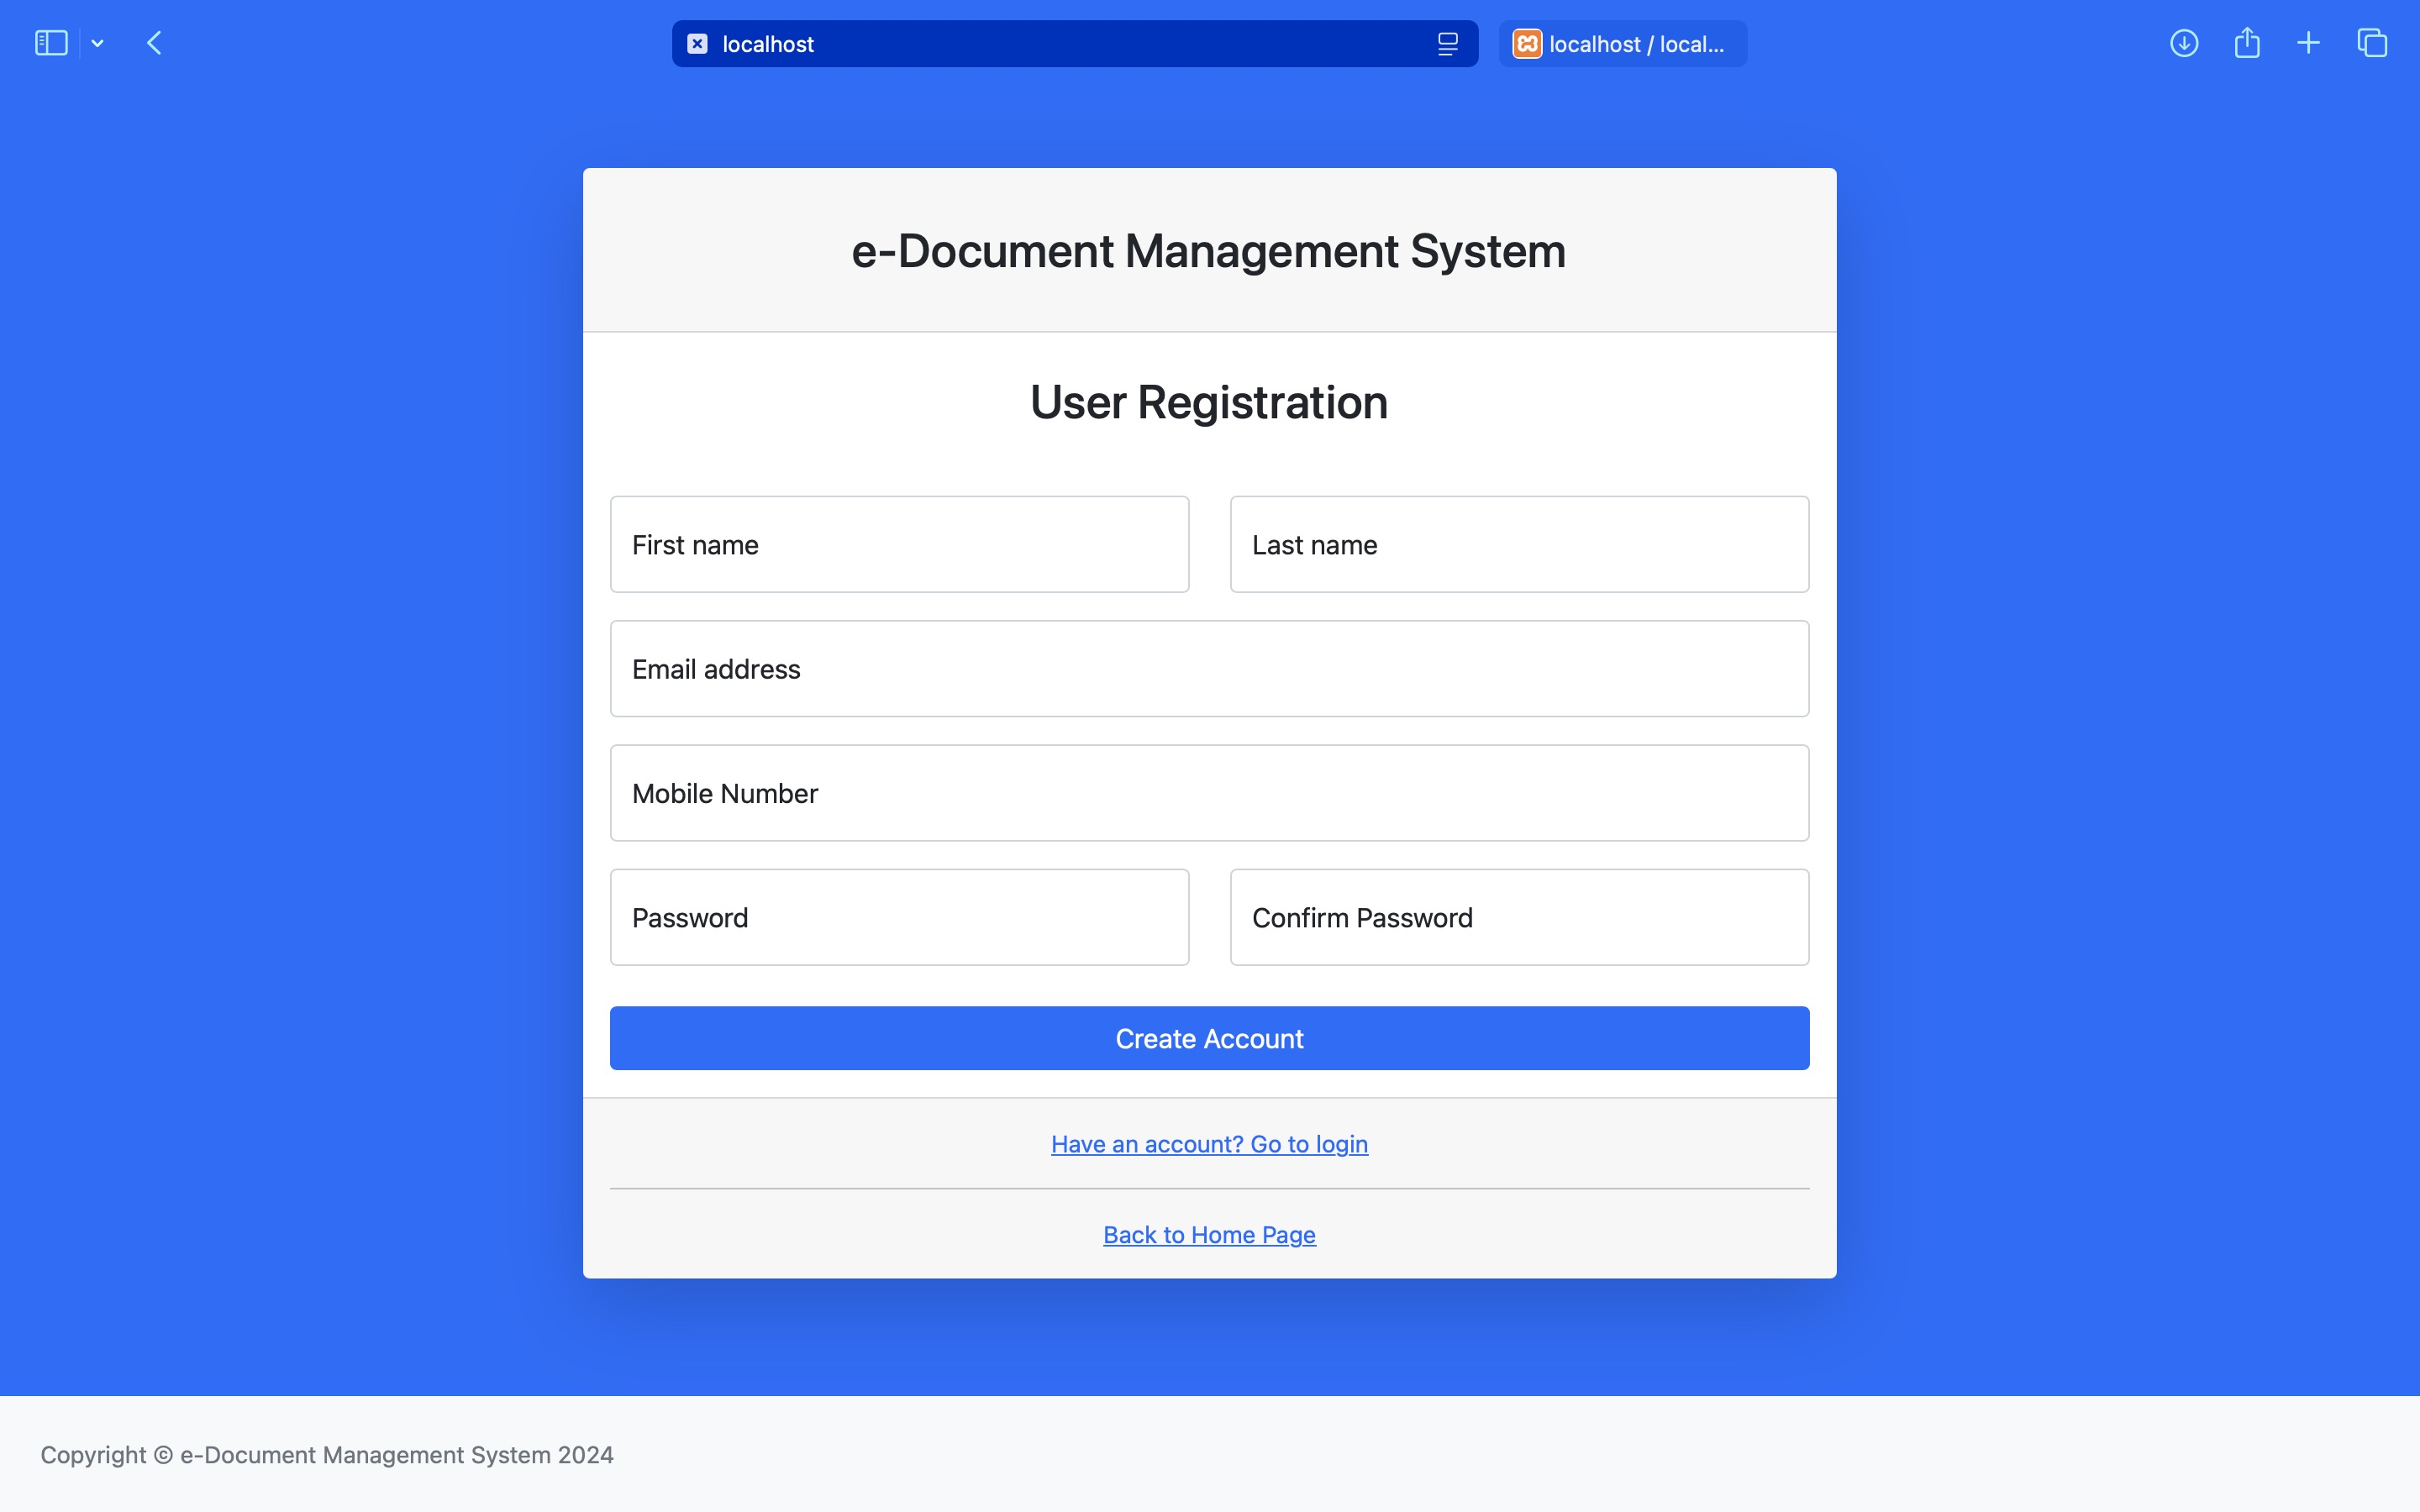 localhost
localhost / local...
e-Document Management System
User Registration
First name
Last name
Email address
Mobile Number
Password
Confirm Password
Create Account
Have an account? Go to login
Back to Home Page
Copyright © e-Document Management System 2024